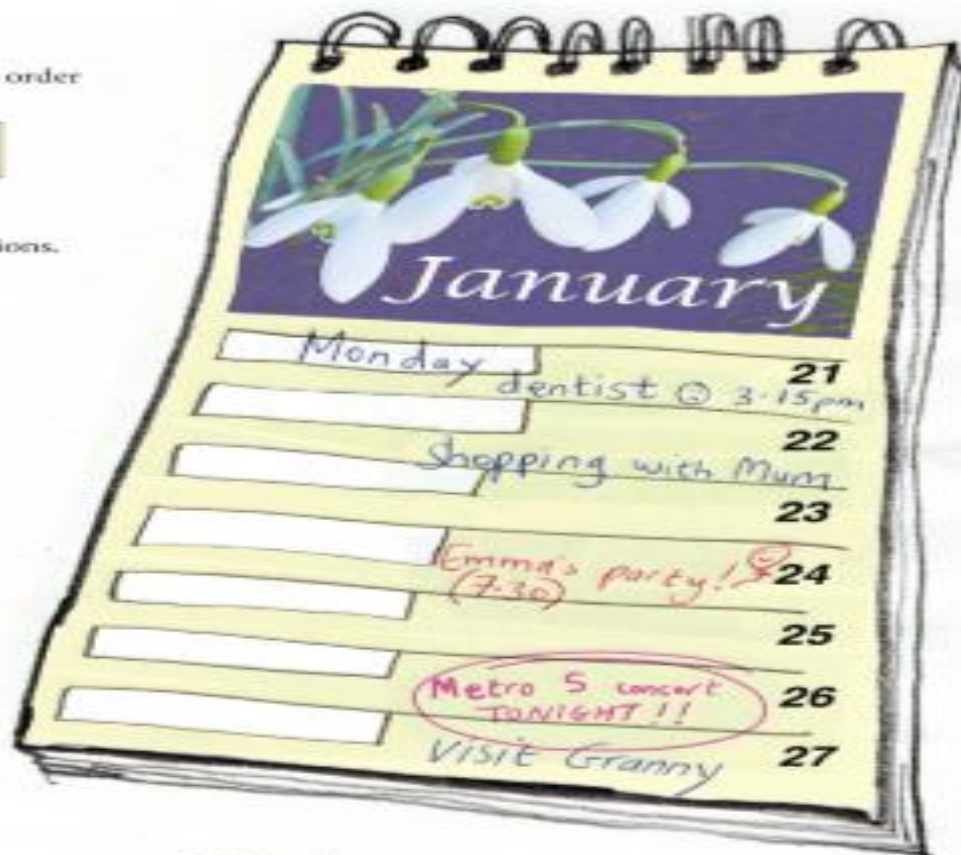 order
ions.
January
Monday 21
dentist @ 3.15pm
22
Shopping with Mum
23
Emma's party! 24
(7.30)
25
Metro 5 concert 26
TONIGHT!!
Visit Granny 27